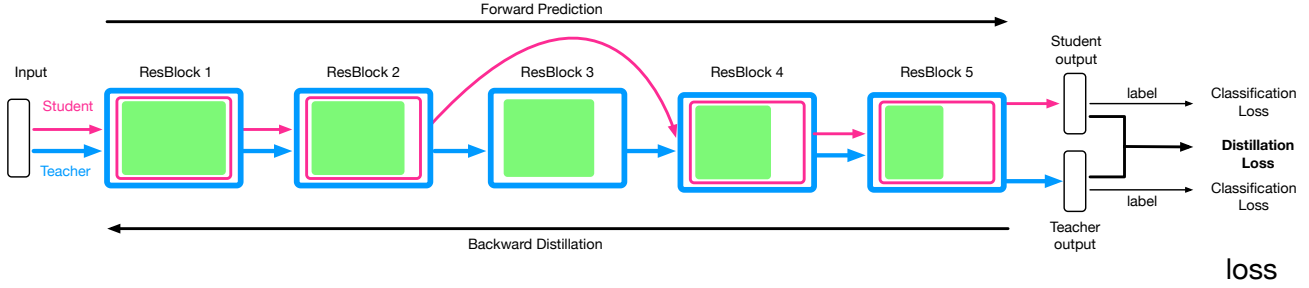 Forward Prediction
Input
ResBlock 1
ResBlock 2
ResBlock 3
ResBlock 4
ResBlock 5
Student
output
Student
Teacher
label
Classification
Loss
Distillation
Loss
label
Classification
Loss
Teacher
output
Backward Distillation
loss